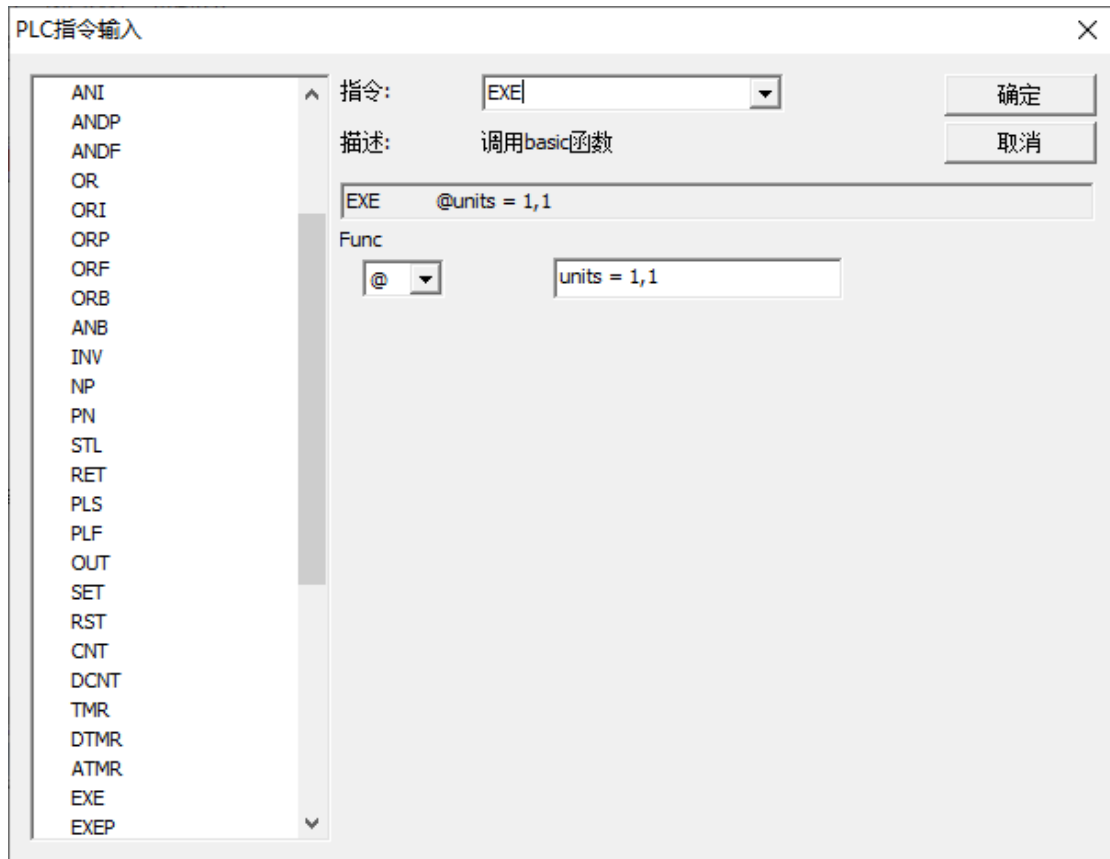 PLC指令输入
ANI
ANDP
ANDF
OR
ORI
ORP
ORF
ORB
ANB
INV
NP
PN
STL
RET
PLS
PLF
OUT
SET
RST
CNT
DCNT
TMR
DTMR
ATMR
EXE
EXEP
指令: EXE 确定
描述: 调用basic函数 取消
EXE @units = 1,1
Func
@ units = 1,1